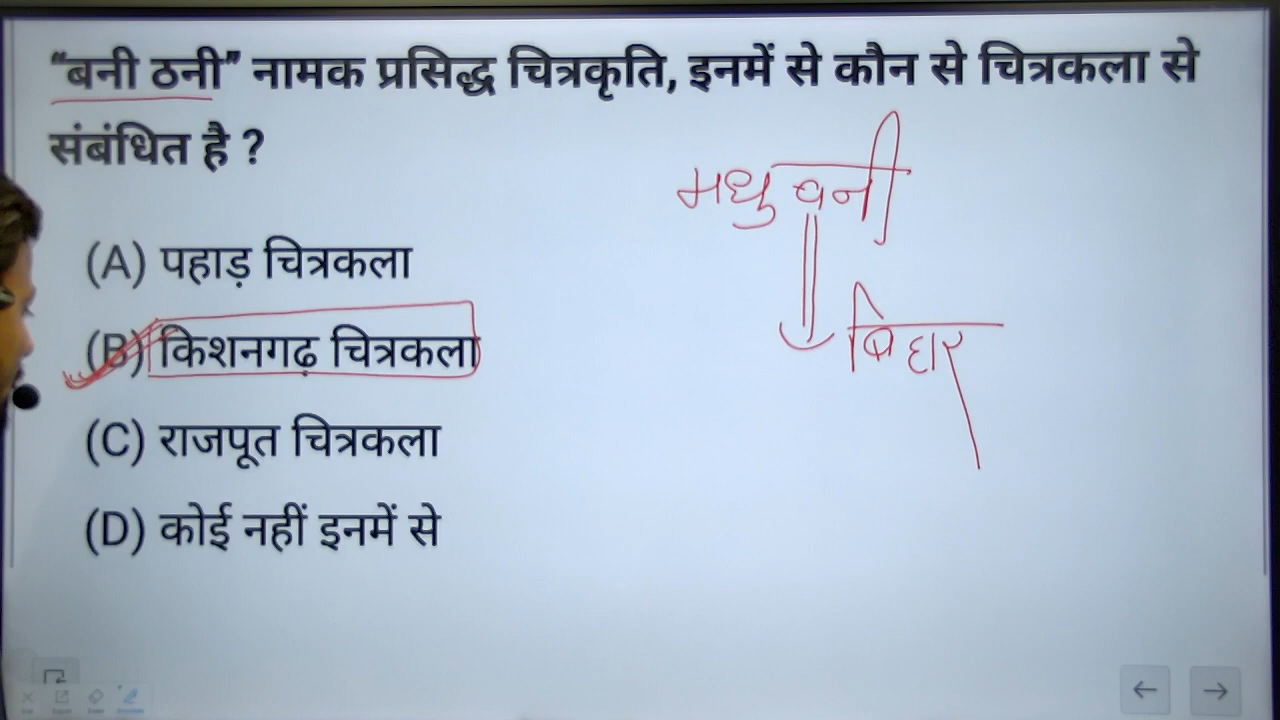 "बनी ठनी" नामक प्रसिद्ध चित्रकृति, इनमें से कौन से चित्रकला से
संबंधित है ?
मधुबनी
(A) पहाड़ चित्रकला
(B) किशनगढ़ चित्रकला
बिहार
(C) राजपूत चित्रकला
(D) कोई नहीं इनमें से